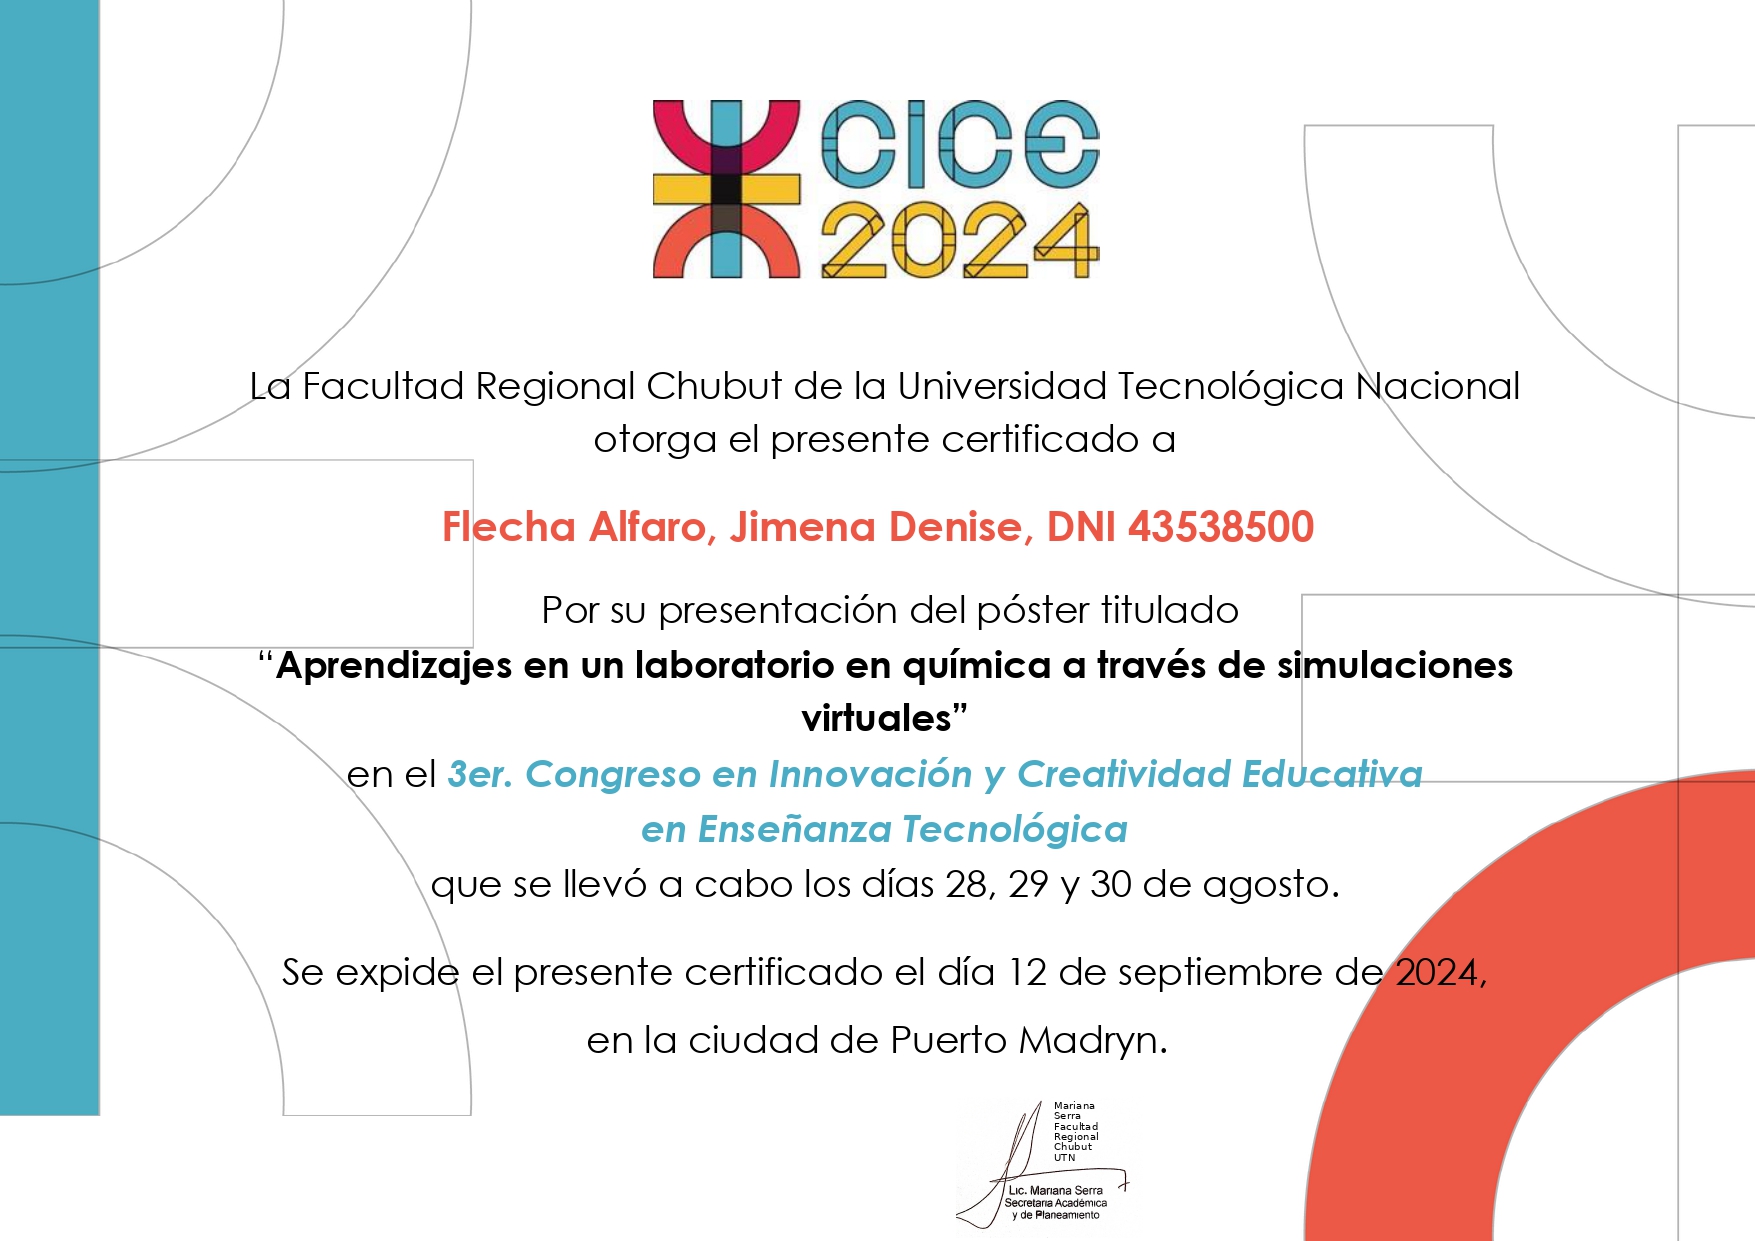 CICE
2024
La Facultad Regional Chubut de la Universidad Tecnológica Nacional
otorga el presente certificado a
Flecha Alfaro, Jimena Denise, DNI 43538500
Por su presentación del póster titulado
“Aprendizajes en un laboratorio en química a través de simulaciones
virtuales”
en el 3er. Congreso en Innovación y Creatividad Educativa
en Enseñanza Tecnológica
que se llevó a cabo los días 28, 29 y 30 de agosto.
Se expide el presente certificado el día 12 de septiembre de 2024,
en la ciudad de Puerto Madryn.
Mariana
Serra
Facultad
Regional
Chubut
UTN
Lic. Mariana Serra
Secretaria Académica
y de Planeamiento